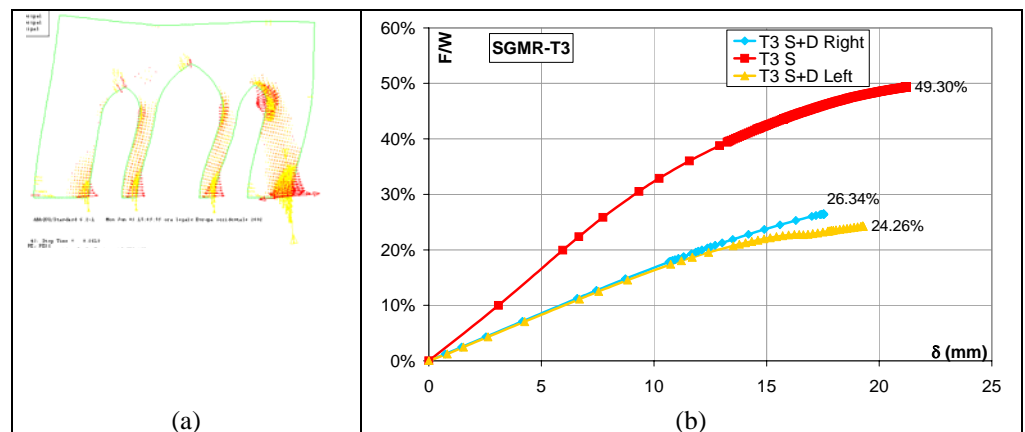 60%
50%
40%
30%
20%
10%
0%
F/W
SGMR-T3
T3 S+D Right
T3 S
T3 S+D Left
49.30%
26.34%
24.26%
δ (mm)
0 5 10 15 20 25
(a) (b)